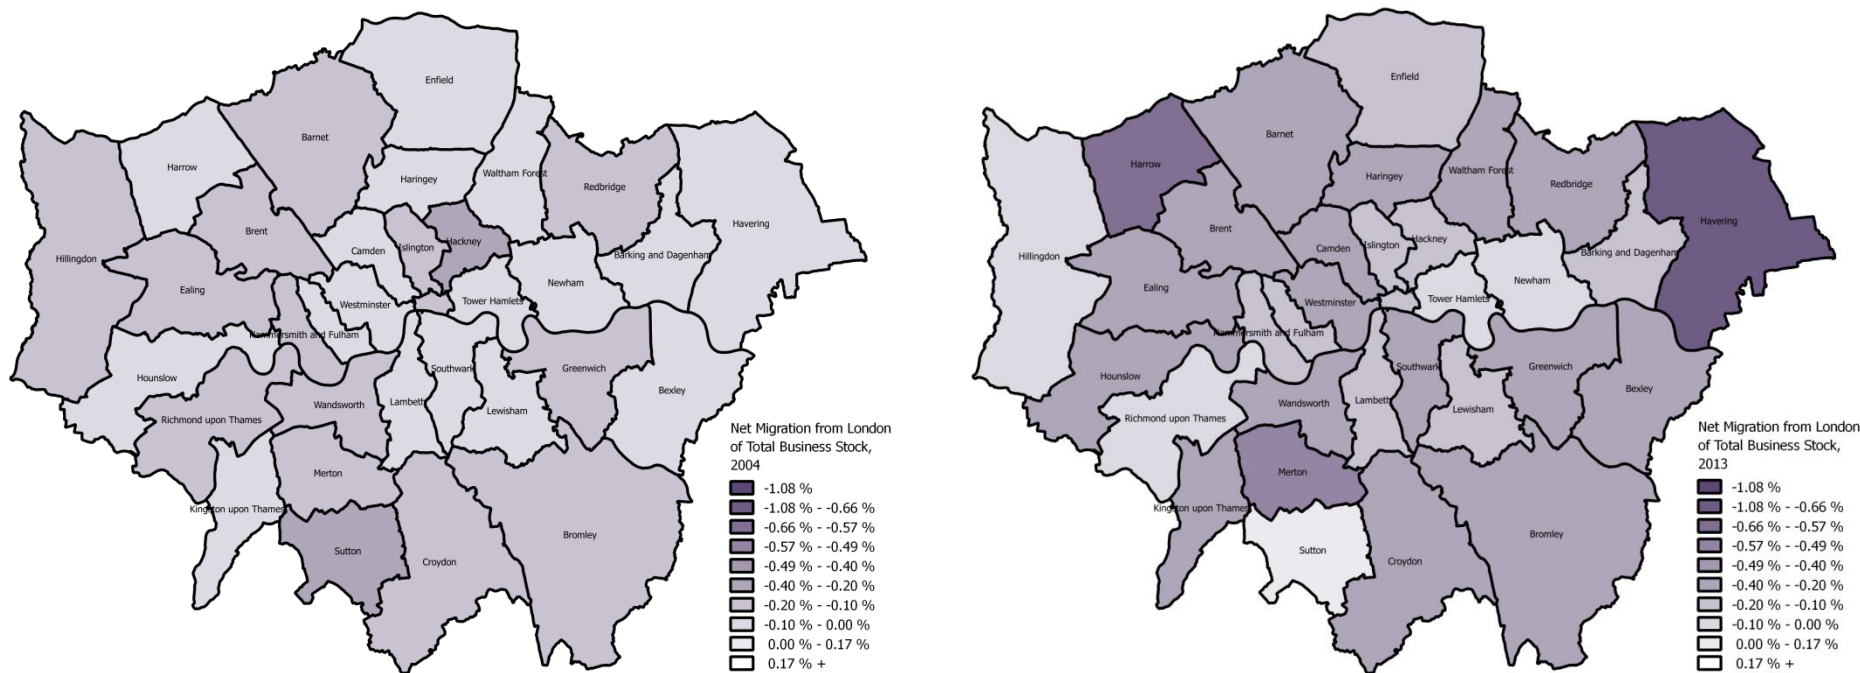 Enfield
Barnet
Harrow
Haringey
Waltham Forest
Redbridge
Havering
Brent
Hackney
Islington
Camden
Barking and Dagenham
Hillingdon
Ealing
Newham
Westminster
Tower Hamlets
Hammersmith and Fulham
Hounslow
Southwark
Greenwich
Bexley
Wandsworth
Lambeth
Lewisham
Richmond upon Thames
Merton
Kingston upon Thames
Sutton
Croydon
Bromley
Net Migration from London
of Total Business Stock,
2004
-1.08 %
-1.08 % - -0.66 %
-0.66 % - -0.57 %
-0.57 % - -0.49 %
-0.49 % - -0.40 %
-0.40 % - -0.20 %
-0.20 % - -0.10 %
-0.10 % - 0.00 %
0.00 % - 0.17 %
0.17 % +
Enfield
Barnet
Harrow
Haringey
Waltham Forest
Redbridge
Havering
Brent
Hackney
Islington
Camden
Barking and Dagenham
Hillingdon
Ealing
Newham
Westminster
Tower Hamlets
Hammersmith and Fulham
Hounslow
Southwark
Greenwich
Bexley
Wandsworth
Lambeth
Lewisham
Richmond upon Thames
Merton
Kingston upon Thames
Sutton
Croydon
Bromley
Net Migration from London
of Total Business Stock,
2013
-1.08 %
-1.08 % - -0.66 %
-0.66 % - -0.57 %
-0.57 % - -0.49 %
-0.49 % - -0.40 %
-0.40 % - -0.20 %
-0.20 % - -0.10 %
-0.10 % - 0.00 %
0.00 % - 0.17 %
0.17 % +